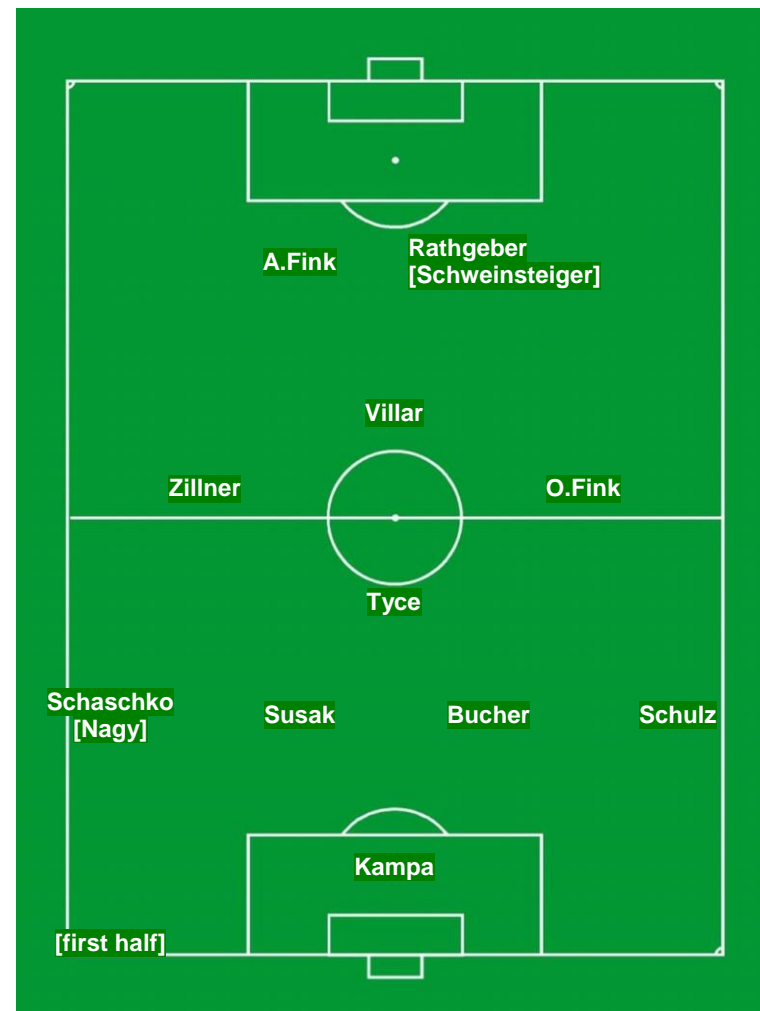 A.Fink
Rathgeber
[Schweinsteiger]
Villar
Zillner
O.Fink
Tyce
Schaschko
[Nagy]
Susak
Bucher
Schulz
Kampa
[first half]